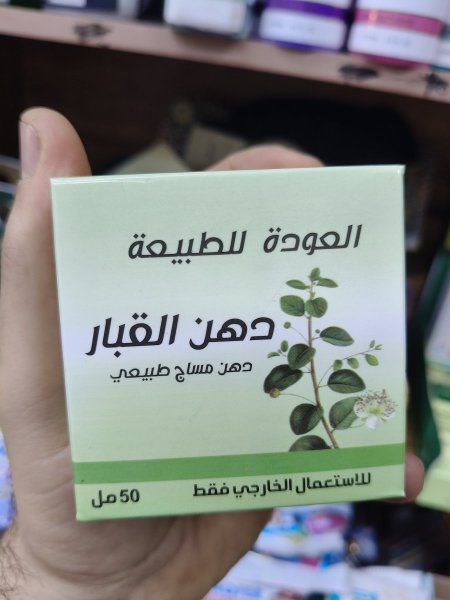 العودة للطبيعة
دهن القبار
دهن مساج طبيعي
للاستعمال الخارجي فقط
50 مل